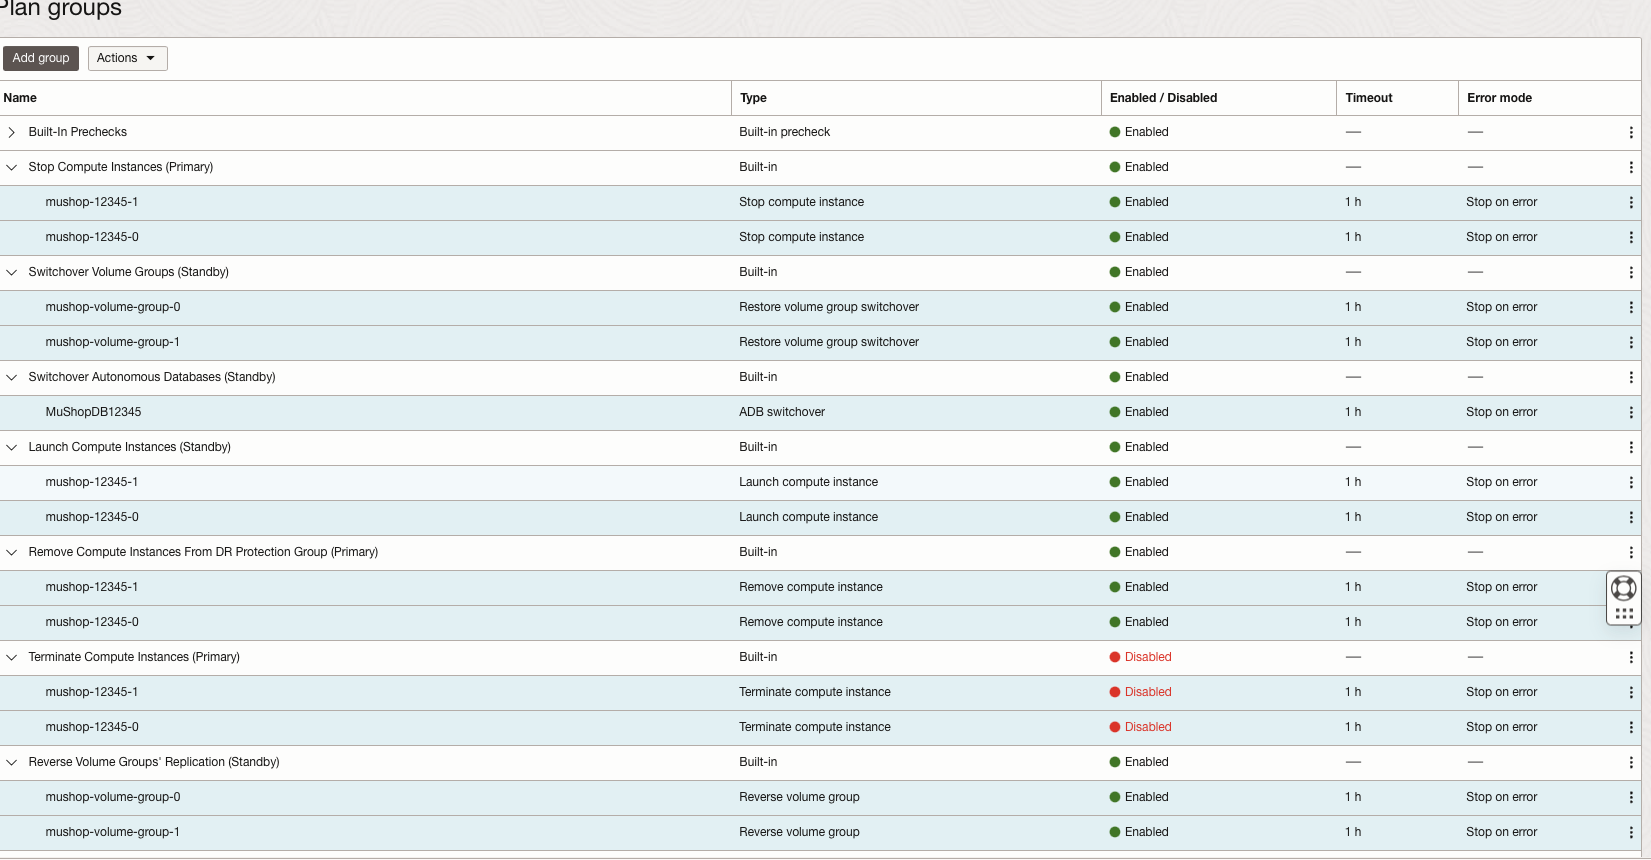 Plan groups
Add group Actions
Name Type Enabled / Disabled Timeout Error mode
Built-In Prechecks Built-in precheck Enabled — —
Stop Compute Instances (Primary) Built-in Enabled — —
mushop-12345-1 Stop compute instance Enabled 1 h Stop on error
mushop-12345-0 Stop compute instance Enabled 1 h Stop on error
Switchover Volume Groups (Standby) Built-in Enabled — —
mushop-volume-group-0 Restore volume group switchover Enabled 1 h Stop on error
mushop-volume-group-1 Restore volume group switchover Enabled 1 h Stop on error
Switchover Autonomous Databases (Standby) Built-in Enabled — —
MuShopDB12345 ADB switchover Enabled 1 h Stop on error
Launch Compute Instances (Standby) Built-in Enabled — —
mushop-12345-1 Launch compute instance Enabled 1 h Stop on error
mushop-12345-0 Launch compute instance Enabled 1 h Stop on error
Remove Compute Instances From DR Protection Group (Primary) Built-in Enabled — —
mushop-12345-1 Remove compute instance Enabled 1 h Stop on error
mushop-12345-0 Remove compute instance Enabled 1 h Stop on error
Terminate Compute Instances (Primary) Built-in Disabled — —
mushop-12345-1 Terminate compute instance Disabled 1 h Stop on error
mushop-12345-0 Terminate compute instance Disabled 1 h Stop on error
Reverse Volume Groups' Replication (Standby) Built-in Enabled — —
mushop-volume-group-0 Reverse volume group Enabled 1 h Stop on error
mushop-volume-group-1 Reverse volume group Enabled 1 h Stop on error